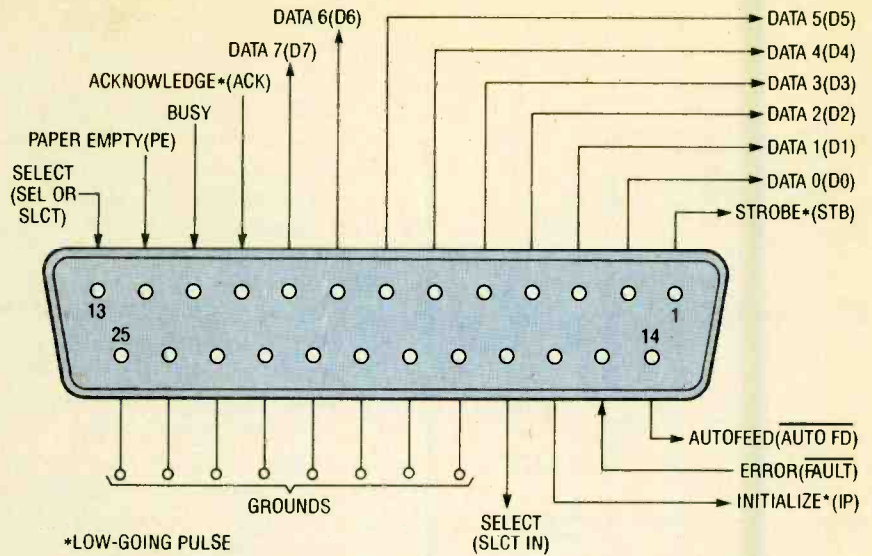 DATA 6(D6)
DATA 5(D5)
DATA 7(D7)
DATA 4(D4)
ACKNOWLEDGE*(ACK)
DATA 3(D3)
BUSY
DATA 2(D2)
PAPER EMPTY(PE)
DATA 1(D1)
SELECT
(SEL OR
SLCT)
DATA 0(D0)
STROBE*(STB)
13
1
25
14
AUTOFEED(AUTO FD)
ERROR(FAULT)
INITIALIZE*(IP)
GROUNDS
SELECT
(SLCT IN)
*LOW-GOING PULSE